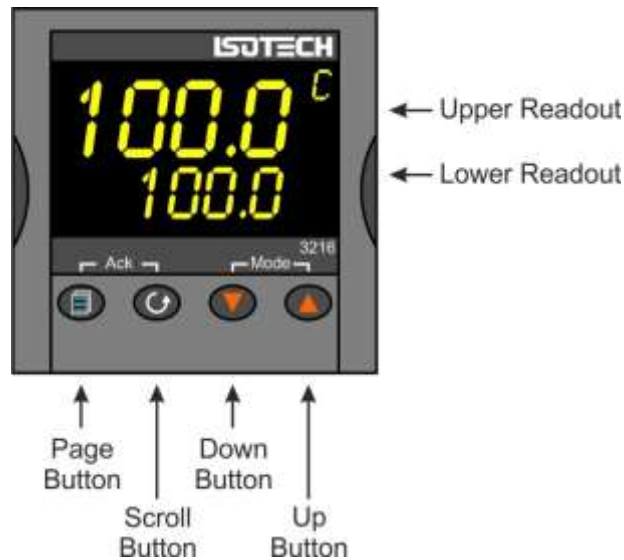 ISOTECH
100.0 C
Upper Readout
100.0
Lower Readout
3216
Ack
Mode
Page
Button
Scroll
Button
Down
Button
Up
Button